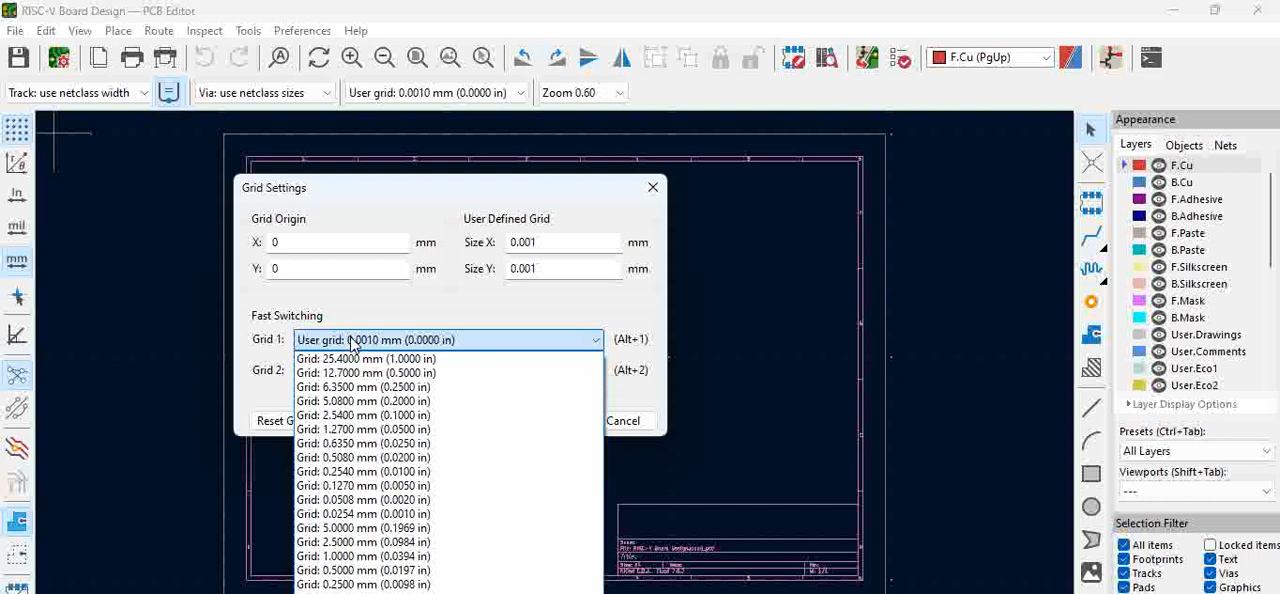 RISC-V Board Design — PCB Editor
File Edit View Place Route Inspect Tools Preferences Help
F.Cu (PgUp)
Track: use netclass width
Via: use netclass sizes
User grid: 0.0010 mm (0.0000 in)
Zoom 0.60
In
mil
mm
Grid Settings
Grid Origin
X: 0 mm
Y: 0 mm
User Defined Grid
Size X: 0.001 mm
Size Y: 0.001 mm
Fast Switching
Grid 1: User grid: 0.0010 mm (0.0000 in) (Alt+1)
Grid 2: (Alt+2)
Reset G
Cancel
Grid: 25.4000 mm (1.0000 in)
Grid: 12.7000 mm (0.5000 in)
Grid: 6.3500 mm (0.2500 in)
Grid: 5.0800 mm (0.2000 in)
Grid: 2.5400 mm (0.1000 in)
Grid: 1.2700 mm (0.0500 in)
Grid: 0.6350 mm (0.0250 in)
Grid: 0.5080 mm (0.0200 in)
Grid: 0.2540 mm (0.0100 in)
Grid: 0.1270 mm (0.0050 in)
Grid: 0.0508 mm (0.0020 in)
Grid: 0.0254 mm (0.0010 in)
Grid: 5.0000 mm (0.1969 in)
Grid: 2.5000 mm (0.0984 in)
Grid: 1.0000 mm (0.0394 in)
Grid: 0.5000 mm (0.0197 in)
Grid: 0.2500 mm (0.0098 in)
Appearance
Layers Objects Nets
F.Cu
B.Cu
F.Adhesive
B.Adhesive
F.Paste
B.Paste
F.Silkscreen
B.Silkscreen
F.Mask
B.Mask
User.Drawings
User.Comments
User.Eco1
User.Eco2
Layer Display Options
Presets (Ctrl+Tab):
All Layers
Viewports (Shift+Tab):
---
Selection Filter
All items Locked items
Footprints Text
Tracks Vias
Pads Graphics